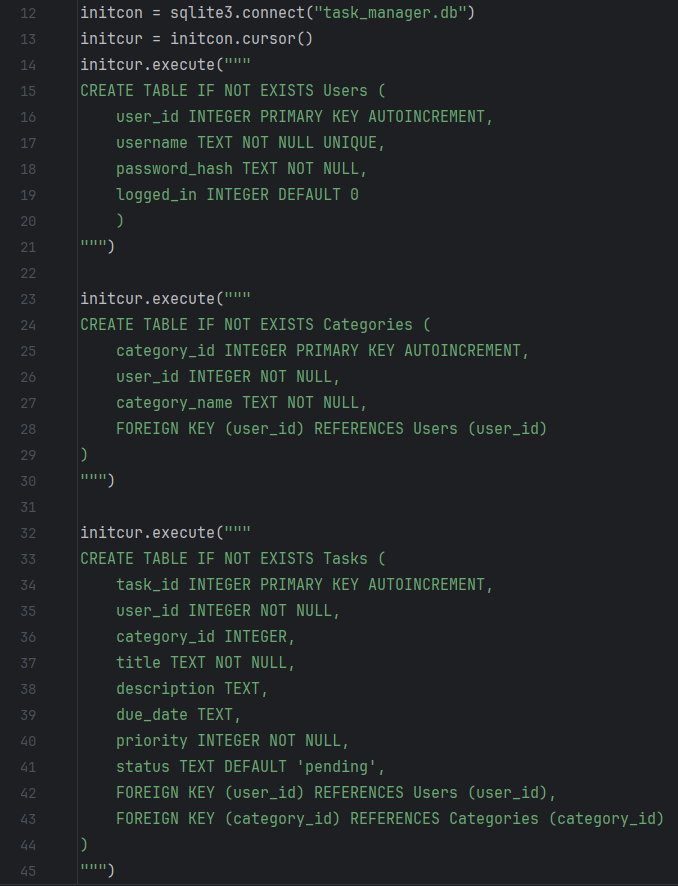 12 initcon = sqlite3.connect("task_manager.db")
13 initcur = initcon.cursor()
14 initcur.execute("""
15 CREATE TABLE IF NOT EXISTS Users (
16     user_id INTEGER PRIMARY KEY AUTOINCREMENT,
17     username TEXT NOT NULL UNIQUE,
18     password_hash TEXT NOT NULL,
19     logged_in INTEGER DEFAULT 0
20     )
21 """)
22
23 initcur.execute("""
24 CREATE TABLE IF NOT EXISTS Categories (
25     category_id INTEGER PRIMARY KEY AUTOINCREMENT,
26     user_id INTEGER NOT NULL,
27     category_name TEXT NOT NULL,
28     FOREIGN KEY (user_id) REFERENCES Users (user_id)
29 )
30 """)
31
32 initcur.execute("""
33 CREATE TABLE IF NOT EXISTS Tasks (
34     task_id INTEGER PRIMARY KEY AUTOINCREMENT,
35     user_id INTEGER NOT NULL,
36     category_id INTEGER,
37     title TEXT NOT NULL,
38     description TEXT,
39     due_date TEXT,
40     priority INTEGER NOT NULL,
41     status TEXT DEFAULT 'pending',
42     FOREIGN KEY (user_id) REFERENCES Users (user_id),
43     FOREIGN KEY (category_id) REFERENCES Categories (category_id)
44 )
45 """)